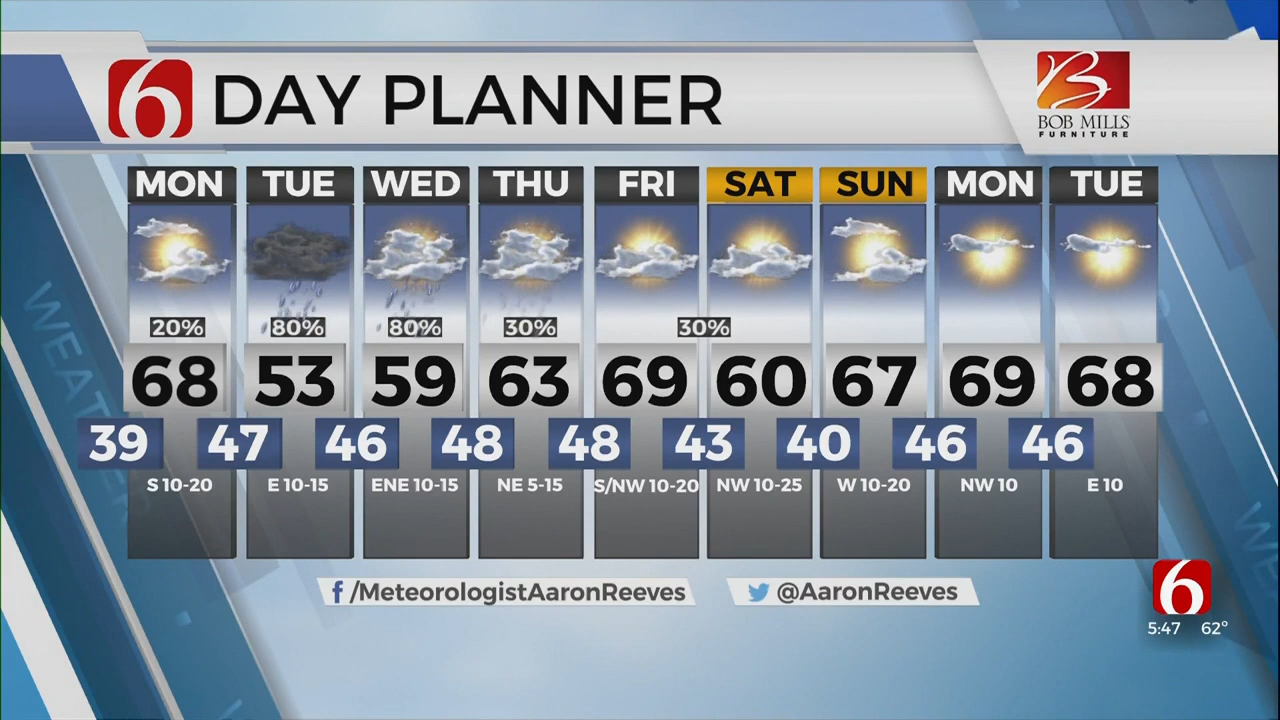 6 DAY PLANNER
BOB MILLS
FURNITURE
MON TUE WED THU FRI SAT SUN MON TUE
20% 80% 80% 30% 30%
68 53 59 63 69 60 67 69 68
39 47 46 48 48 43 40 46 46
S 10-20 E 10-15 ENE 10-15 NE 5-15 S/NW 10-20 NW 10-25 W 10-20 NW 10 E 10
f /MeteorologistAaronReeves @AaronReeves
6
5:47 62°
WEATHER
WE